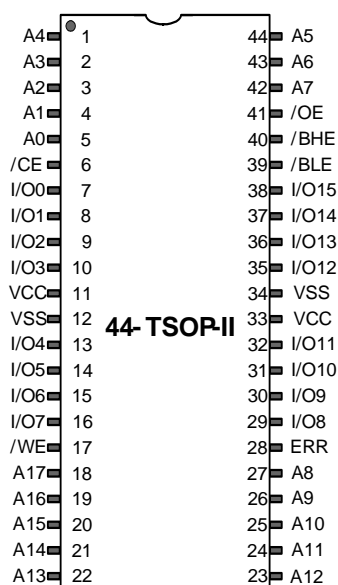 A4 1 44 A5
A3 2 43 A6
A2 3 42 A7
A1 4 41 /OE
A0 5 40 /BHE
/CE 6 39 /BLE
I/O0 7 38 I/O15
I/O1 8 37 I/O14
I/O2 9 36 I/O13
I/O3 10 35 I/O12
VCC 11 34 VSS
VSS 12 44-TSOP-II 33 VCC
I/O4 13 32 I/O11
I/O5 14 31 I/O10
I/O6 15 30 I/O9
I/O7 16 29 I/O8
/WE 17 28 ERR
A17 18 27 A8
A16 19 26 A9
A15 20 25 A10
A14 21 24 A11
A13 22 23 A12